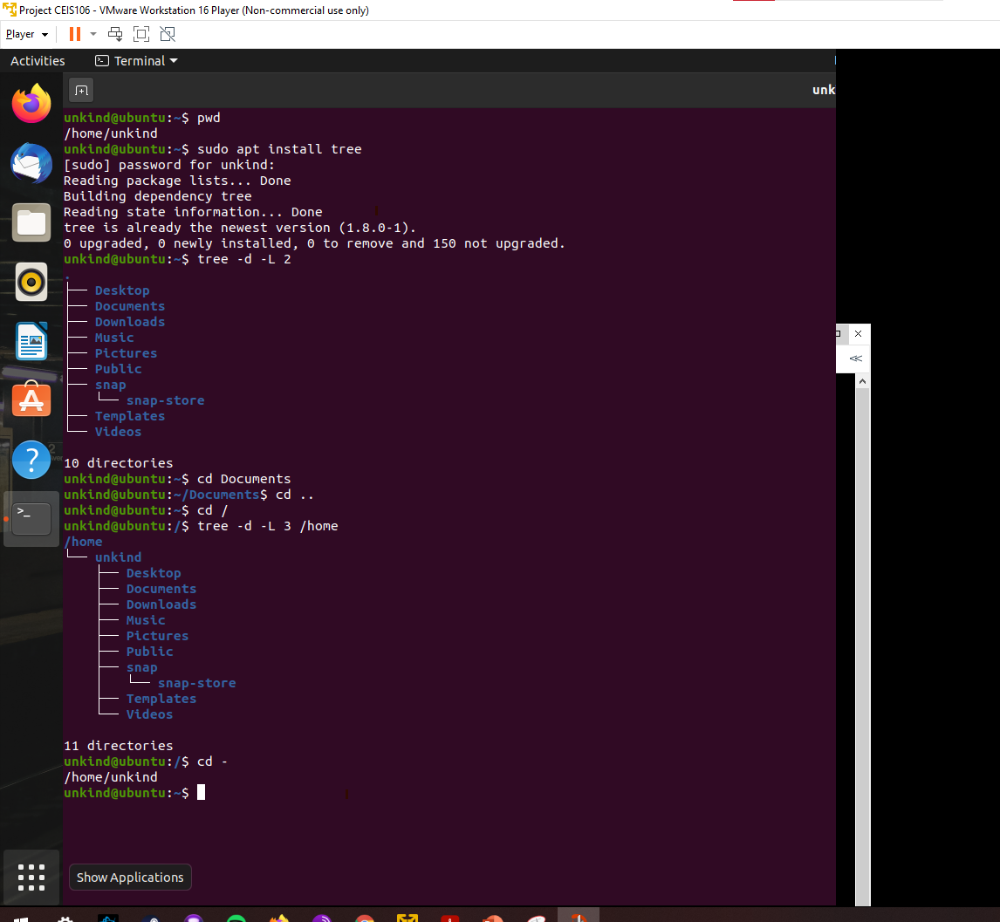 Project CEIS106 - VMware Workstation 16 Player (Non-commercial use only)
Player
Activities
Terminal
unk
unkind@ubuntu:~$ pwd
/home/unkind
unkind@ubuntu:~$ sudo apt install tree
[sudo] password for unkind:
Reading package lists... Done
Building dependency tree
Reading state information... Done
tree is already the newest version (1.8.0-1).
0 upgraded, 0 newly installed, 0 to remove and 150 not upgraded.
unkind@ubuntu:~$ tree -d -L 2
.
├── Desktop
├── Documents
├── Downloads
├── Music
├── Pictures
├── Public
├── snap
│   └── snap-store
├── Templates
└── Videos
10 directories
unkind@ubuntu:~$ cd Documents
unkind@ubuntu:~/Documents$ cd ..
unkind@ubuntu:~$ cd /
unkind@ubuntu:/$ tree -d -L 3 /home
/home
└── unkind
    ├── Desktop
    ├── Documents
    ├── Downloads
    ├── Music
    ├── Pictures
    ├── Public
    ├── snap
    │   └── snap-store
    ├── Templates
    └── Videos
11 directories
unkind@ubuntu:/$ cd -
/home/unkind
unkind@ubuntu:~$
Show Applications